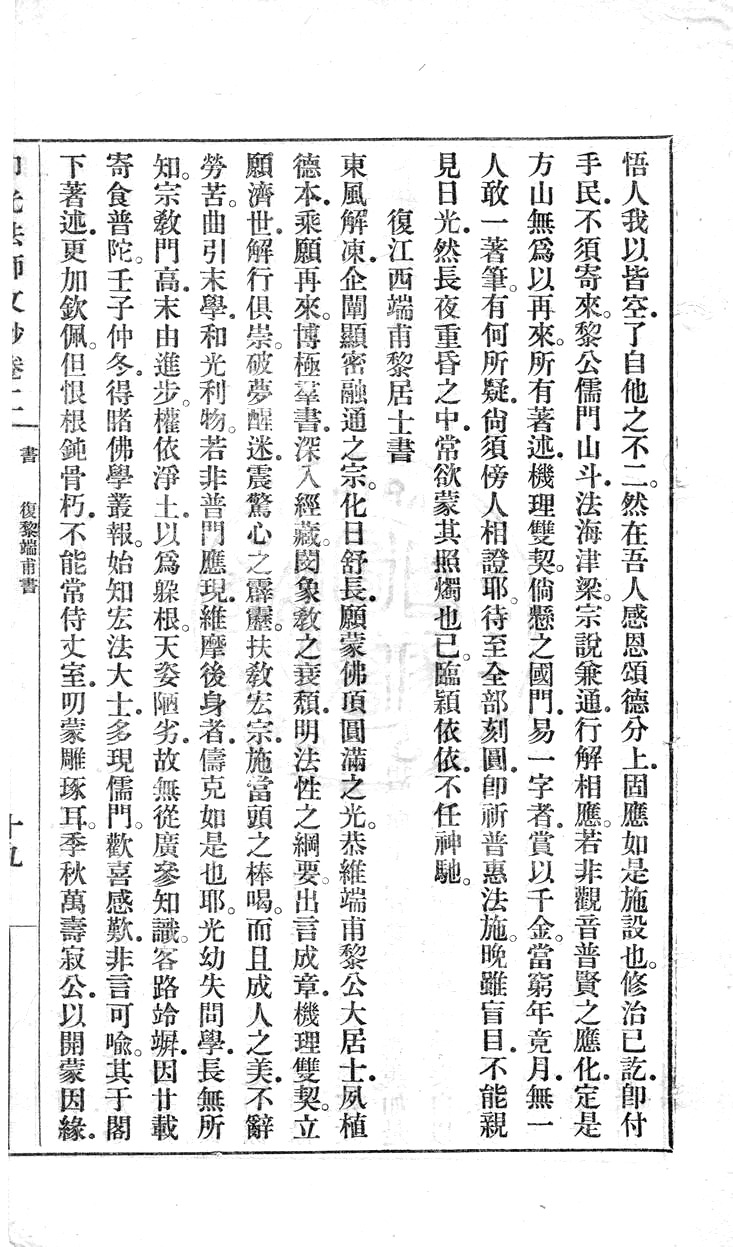 悟人我以皆空.了自他之不二。然在吾人感恩頌德分上.固應如是施設也。修治已訖.卽付
手民.不須寄來。黎公儒門山斗.法海津梁.宗說兼通.行解相應.若非觀音普賢之應化.定是
方山無爲以再來。所有著述.機理雙契。倘懸之國門.易一字者.賞以千金。當窮年竟月.無一
人敢一著筆。有何所疑.尙須傍人相證耶。待至全部刻圓.卽祈普惠法施。晚雖盲目.不能親
見日光.然長夜重昏之中.常欲蒙其照燭也已。臨穎依依.不任神馳。
復江西端甫黎居士書
東風解凍.企闡顯密融通之宗。化日舒長.願蒙佛頂圓滿之光。恭維端甫黎公大居士.夙植
德本.乘願再來。博極羣書.深入經藏。閔象教之衰頹.明法性之綱要。出言成章.機理雙契。立
願濟世.解行俱崇。破夢醒迷.震驚心之霹靂。扶教宏宗.施當頭之棒喝。而且成人之美.不辭
勞苦。曲引末學.和光利物。若非普門應現.維摩後身者.儔克如是也耶。光幼失問學.長無所
知。宗教門高.末由進步。權依淨土.以爲躲根。天姿陋劣.故無從廣參知識。客路竛竮.因廿載
寄食普陀。壬子仲冬.得睹佛學叢報.始知宏法大士.多現儒門。歡喜感歎.非言可喩。其于閣
下著述.更加欽佩。但恨根鈍骨朽.不能常侍丈室.叨蒙雕琢耳。季秋萬壽寂公.以開蒙因緣.
印光法師文鈔卷二 書 復黎端甫書 十九